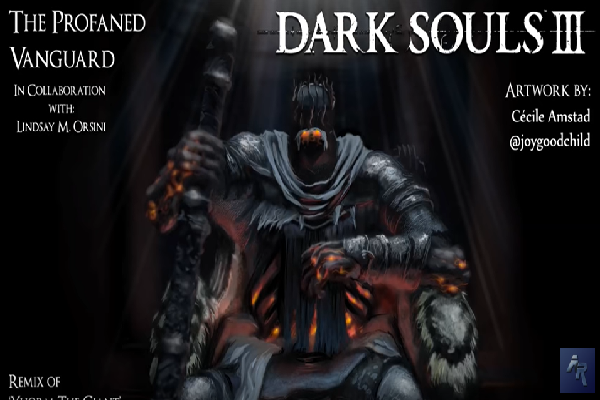 The Profaned
Vanguard
In Collaboration
with:
Lindsay M. Orsini
DARK SOULS III
Artwork by:
Cécile Amstad
@joygoodchild
Remix of